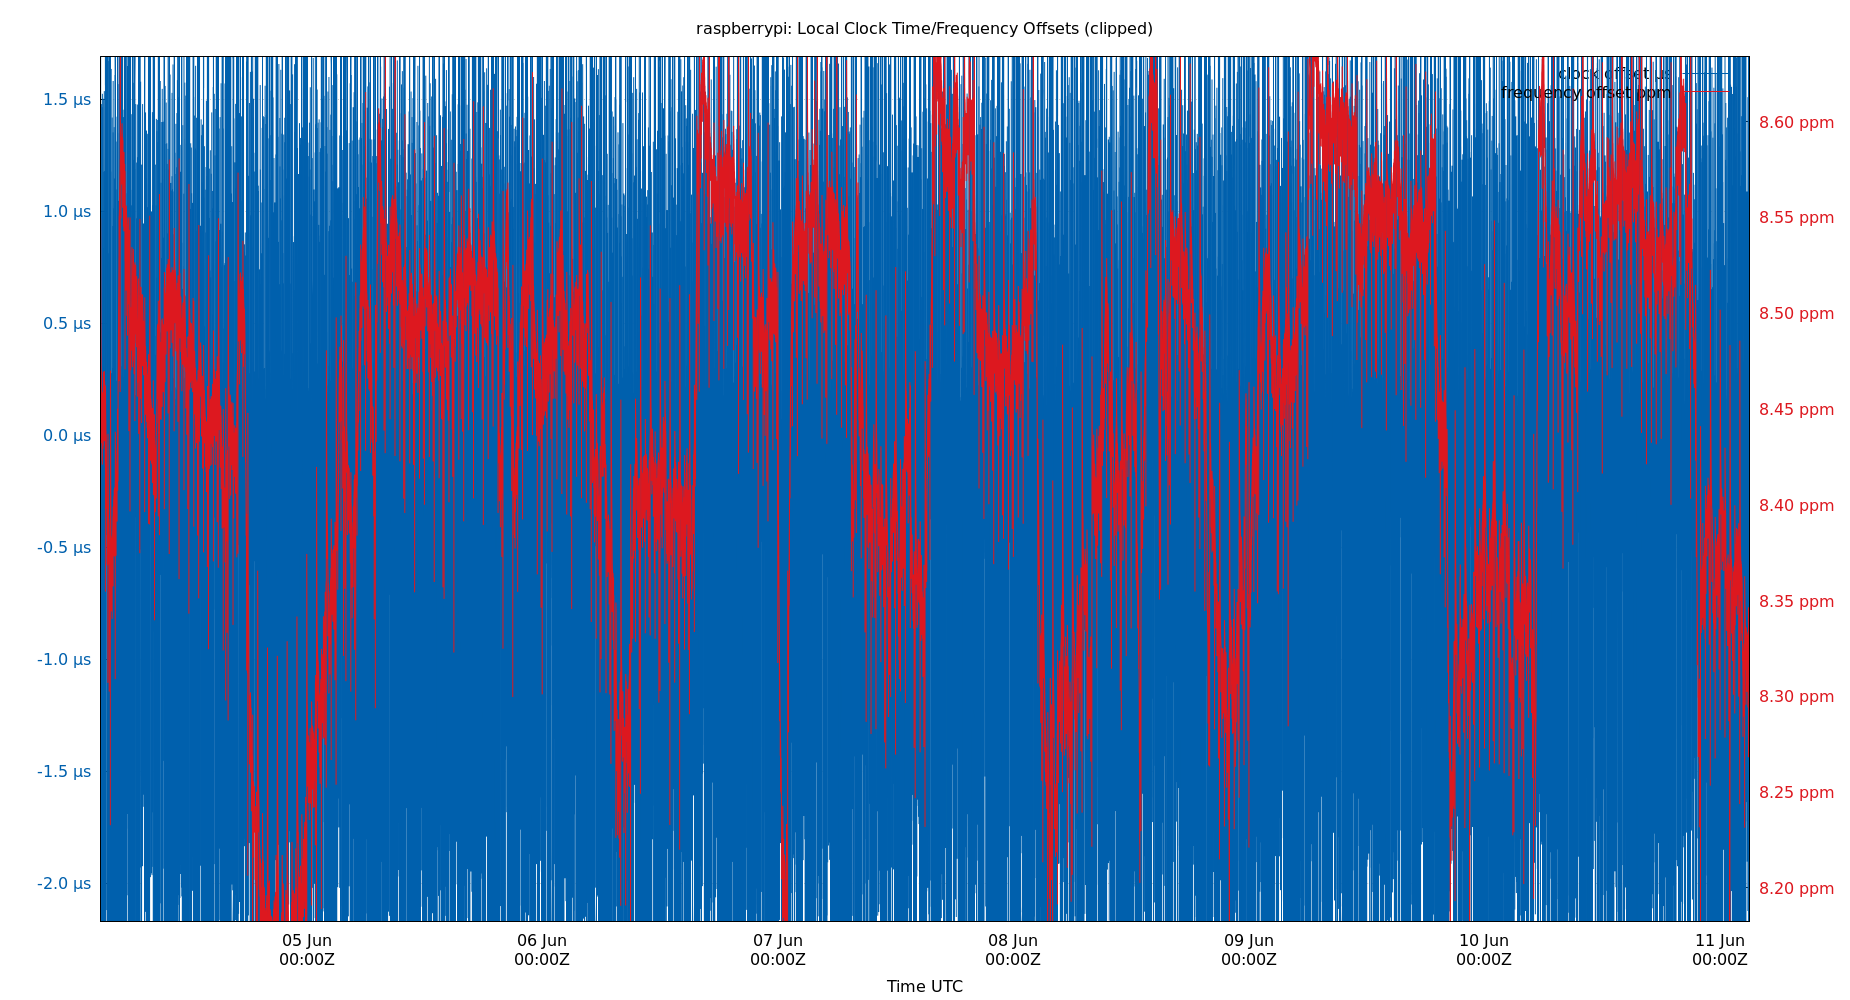 raspberrypi: Local Clock Time/Frequency Offsets (clipped)
clock offset µs
frequency offset ppm
1.5 µs
1.0 µs
0.5 µs
0.0 µs
-0.5 µs
-1.0 µs
-1.5 µs
-2.0 µs
8.60 ppm
8.55 ppm
8.50 ppm
8.45 ppm
8.40 ppm
8.35 ppm
8.30 ppm
8.25 ppm
8.20 ppm
05 Jun 06 Jun 07 Jun 08 Jun 09 Jun 10 Jun 11 Jun
00:00Z 00:00Z 00:00Z 00:00Z 00:00Z 00:00Z 00:00Z
Time UTC